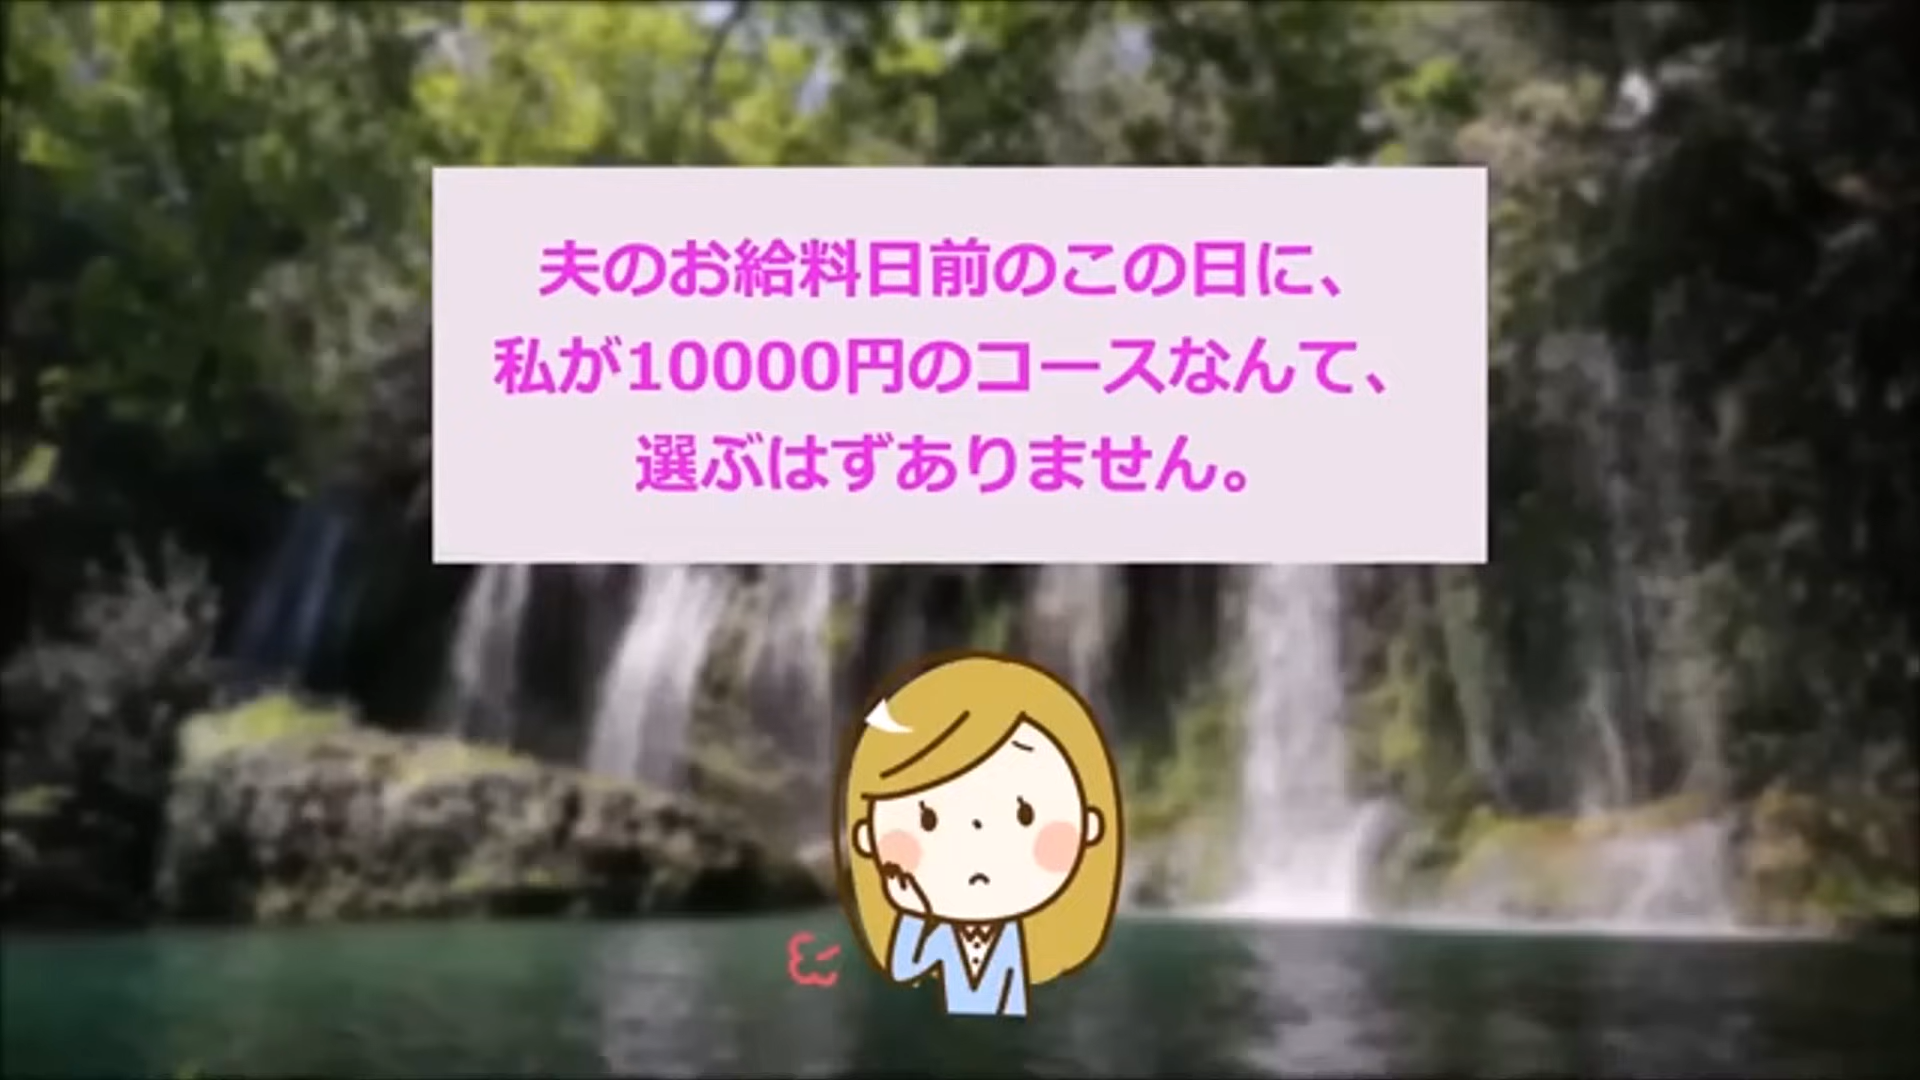 夫のお給料日前のこの日に、
私が10000円のコースなんて、
選ぶはずありません。